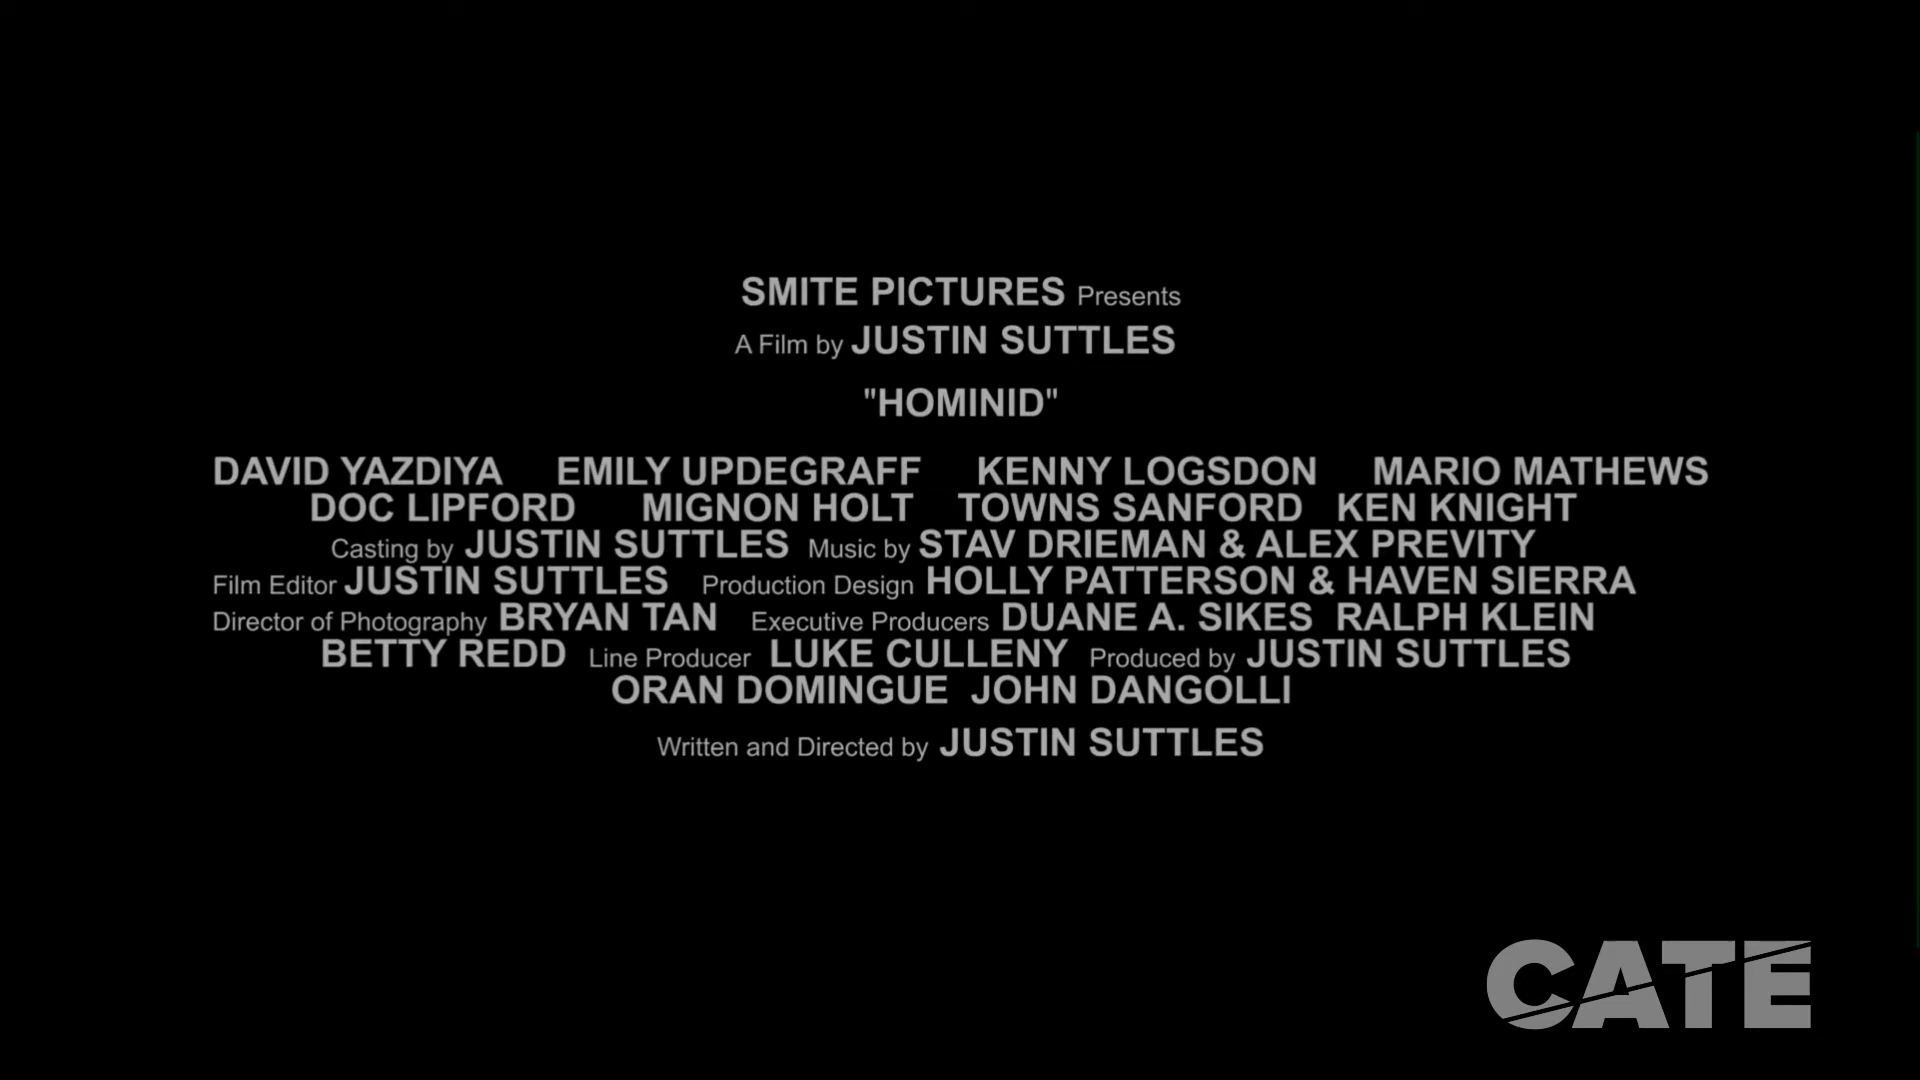 SMITE PICTURES Presents
A Film by JUSTIN SUTTLES
"HOMINID"
DAVID YAZDIYA EMILY UPDEGRAFF KENNY LOGSDON MARIO MATHEWS
DOC LIPFORD MIGNON HOLT TOWNS SANFORD KEN KNIGHT
Casting by JUSTIN SUTTLES Music by STAV DRIEMAN & ALEX PREVITY
Film Editor JUSTIN SUTTLES Production Design HOLLY PATTERSON & HAVEN SIERRA
Director of Photography BRYAN TAN Executive Producers DUANE A. SIKES RALPH KLEIN
BETTY REDD Line Producer LUKE CULLENY Produced by JUSTIN SUTTLES
ORAN DOMINGUE JOHN DANGOLLI
Written and Directed by JUSTIN SUTTLES
CATE